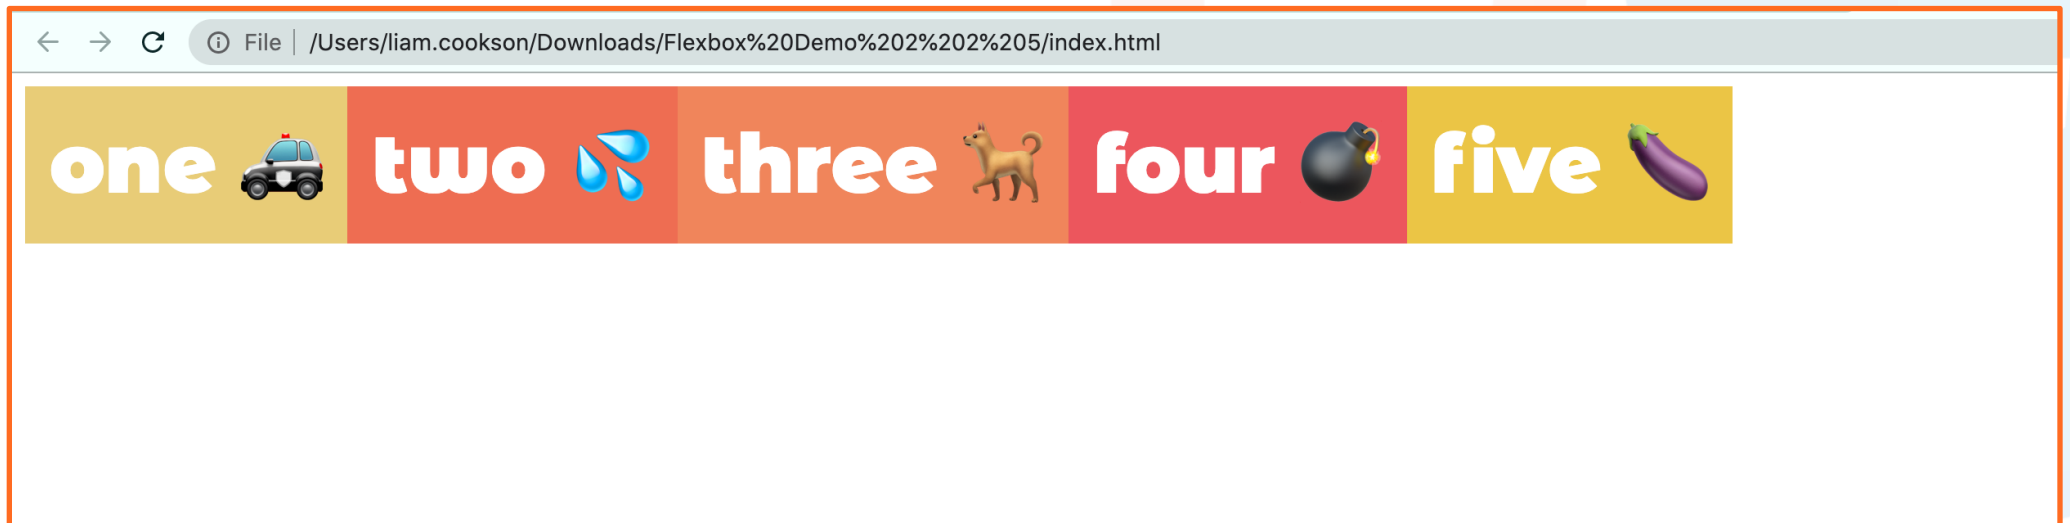 File /Users/liam.cookson/Downloads/Flexbox%20Demo%202%202%205/index.html
one two three four five